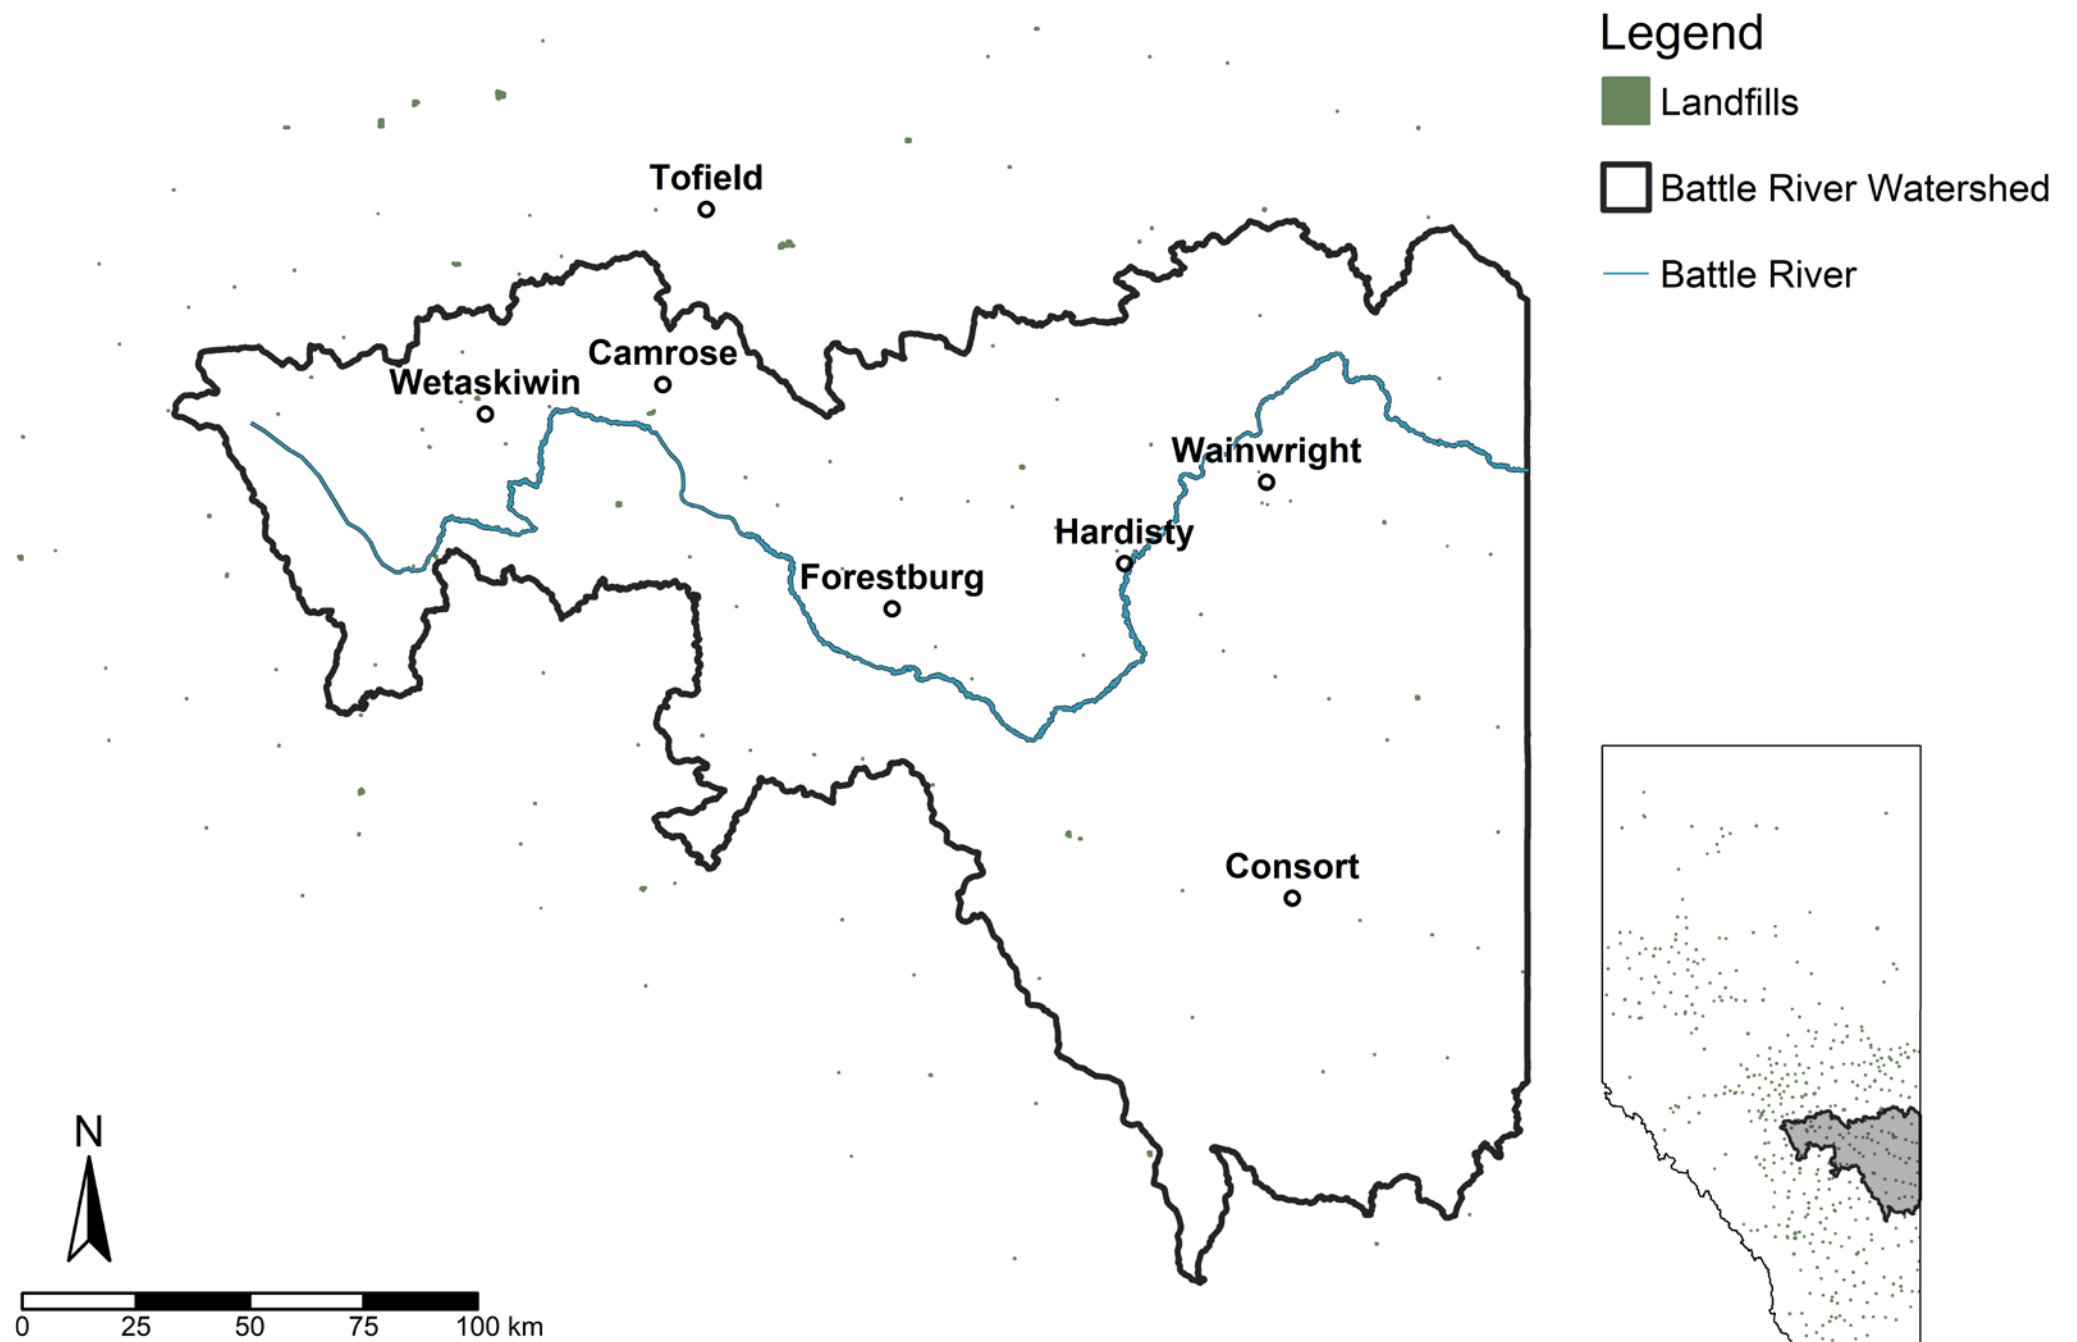 Legend
Landfills
Battle River Watershed
Battle River
Tofield
Camrose
Wetaskiwin
Wainwright
Hardisty
Forestburg
Consort
N
0 25 50 75 100 km